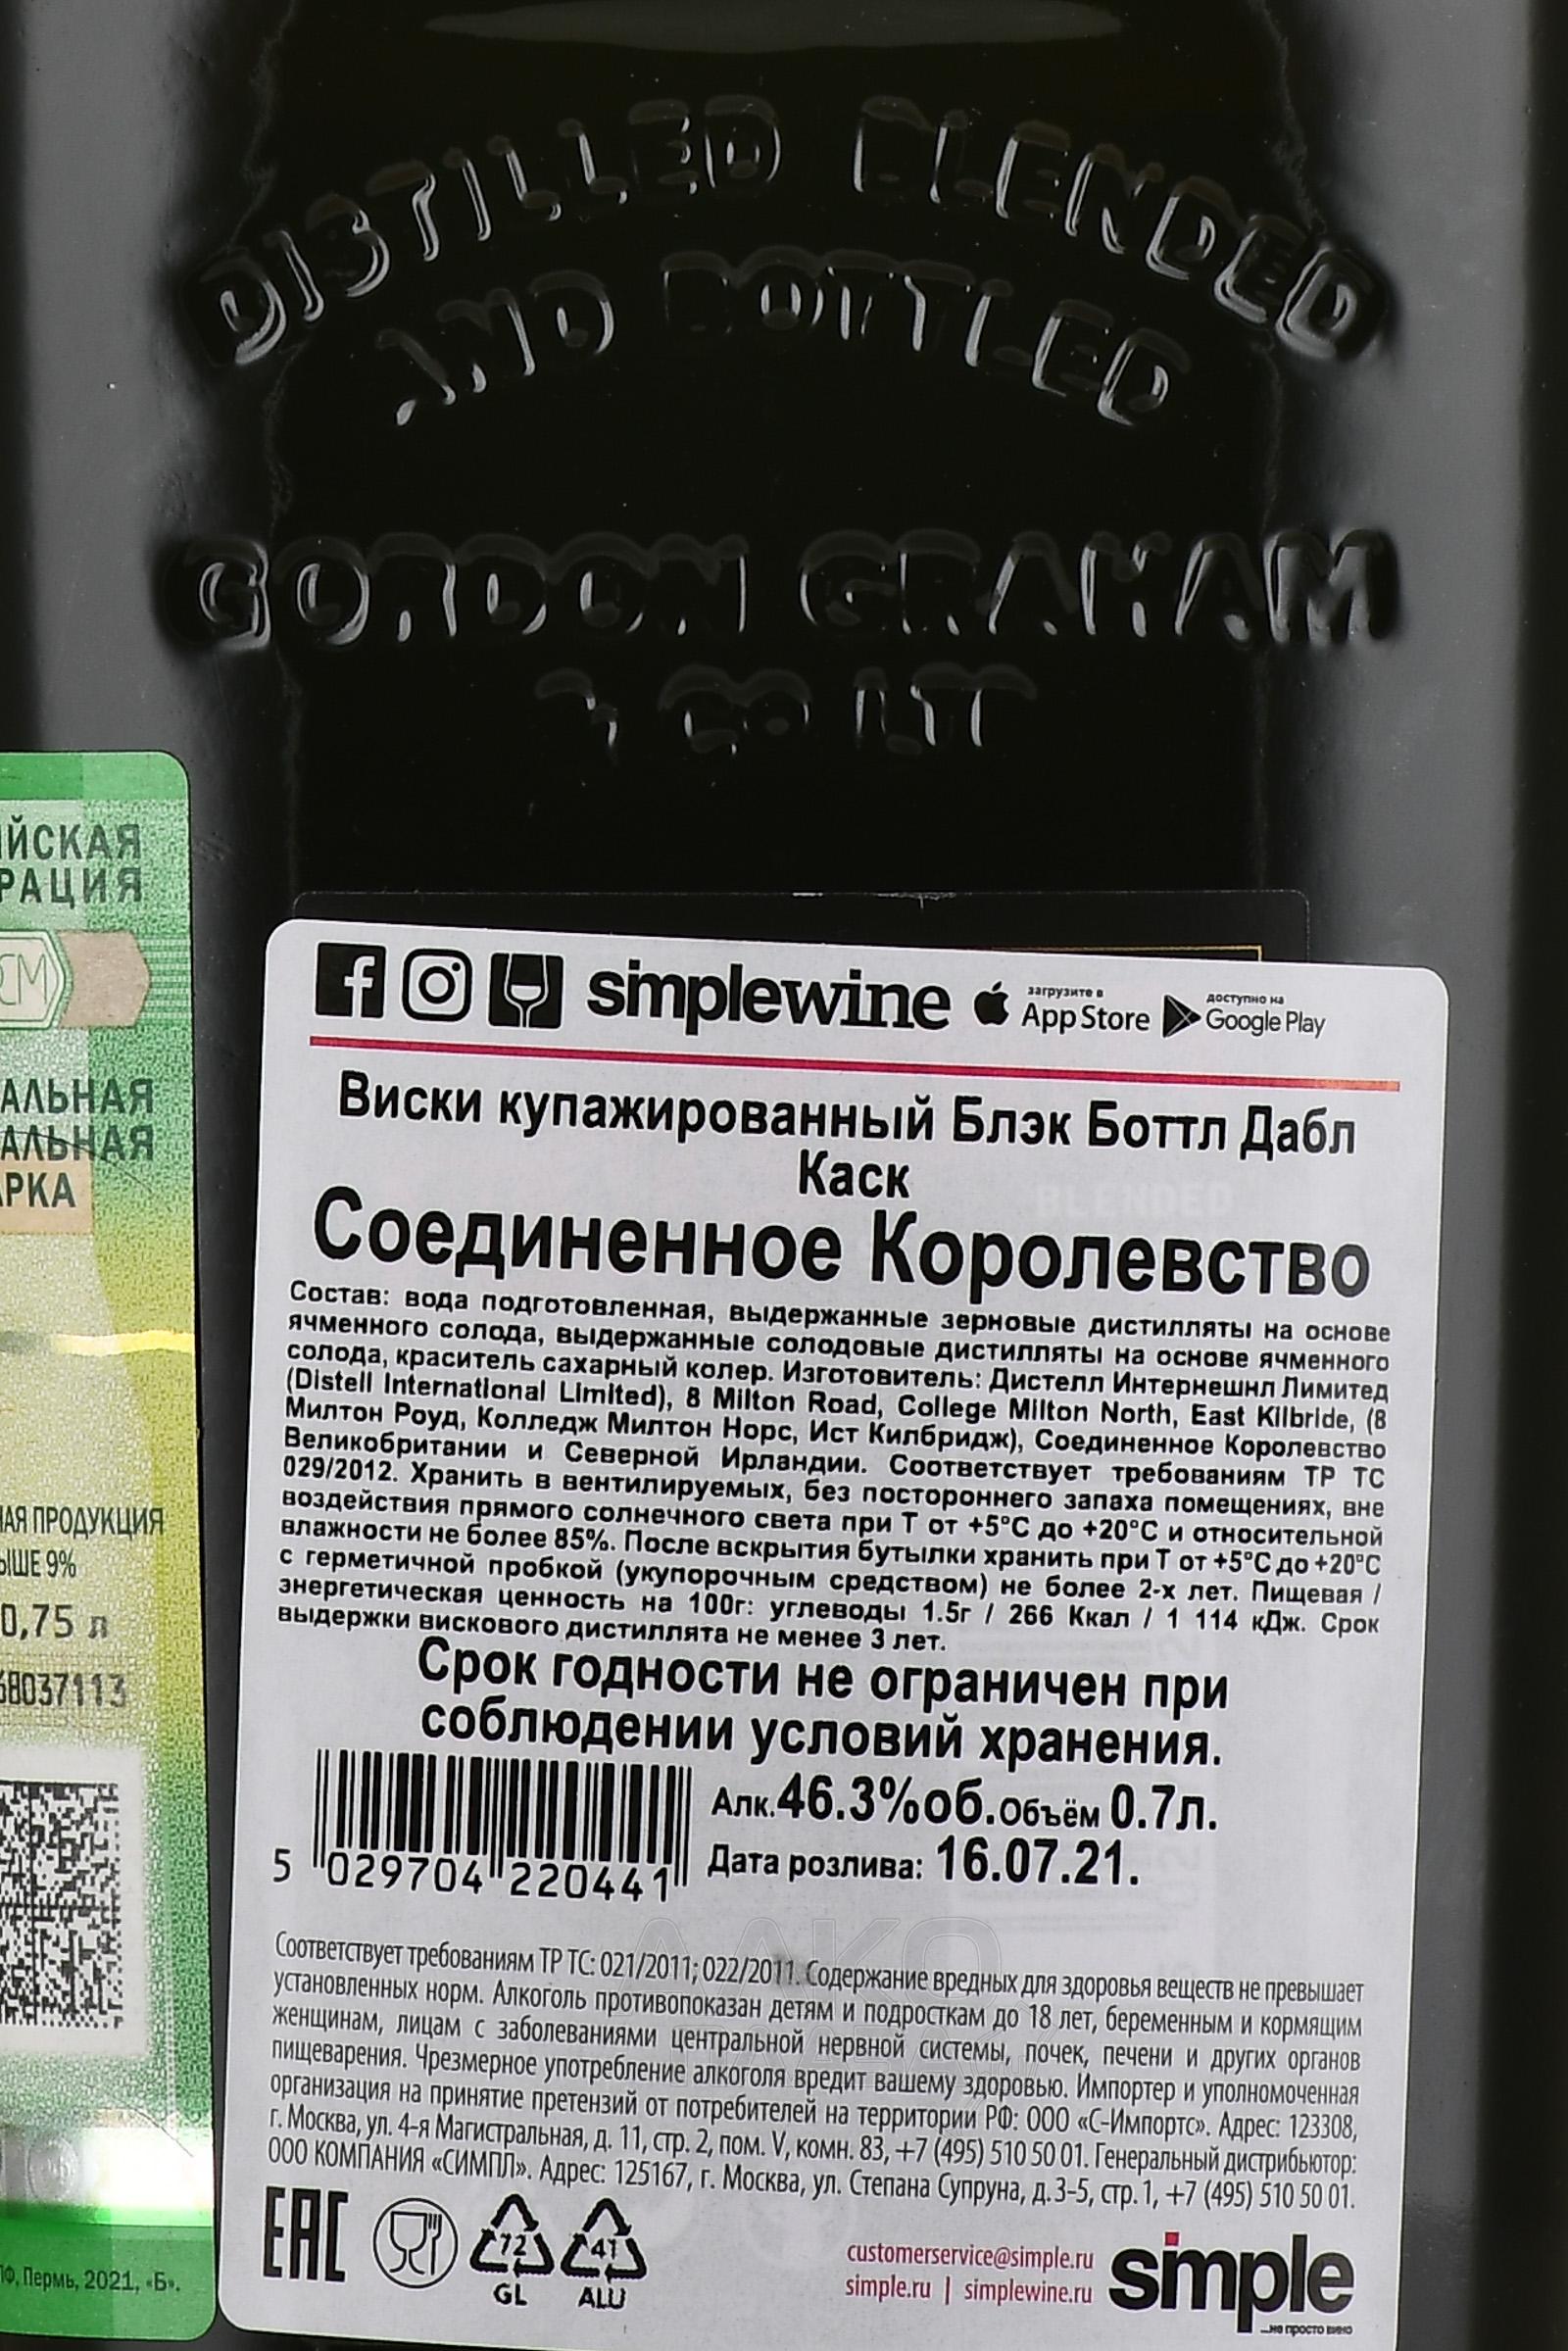 DISTILLED BLENDED
AND BOTTLED
GORDON GRAHAM
ЙСКАЯ
РАЦИЯ
АЛЬНАЯ
АЛЬНАЯ
АРКА
НАЯ ПРОДУКЦИЯ
ЫШЕ 9%
0,75 л
68037113
ПФ, Пермь, 2021, «Б».
simplewine
загрузите в
App Store
доступно на
Google Play
Виски купажированный Блэк Боттл Дабл
Каск
Соединенное Королевство
Состав: вода подготовленная, выдержанные зерновые дистилляты на основе
ячменного солода, выдержанные солодовые дистилляты на основе ячменного
солода, краситель сахарный колер. Изготовитель: Дистелл Интернешнл Лимитед
(Distell International Limited), 8 Milton Road, College Milton North, East Kilbride, (8
Милтон Роуд, Колледж Милтон Норс, Ист Килбридж), Соединенное Королевство
Великобритании и Северной Ирландии. Соответствует требованиям ТР ТС
029/2012. Хранить в вентилируемых, без постороннего запаха помещениях, вне
воздействия прямого солнечного света при Т от +5°С до +20°С и относительной
влажности не более 85%. После вскрытия бутылки хранить при Т от +5°С до +20°С
с герметичной пробкой (укупорочным средством) не более 2-х лет. Пищевая /
энергетическая ценность на 100г: углеводы 1.5г / 266 Ккал / 1 114 кДж. Срок
выдержки вискового дистиллята не менее 3 лет.
Срок годности не ограничен при
соблюдении условий хранения.
Алк.46.3%об.Объём 0.7л.
Дата розлива: 16.07.21.
5 029704 220441
Соответствует требованиям ТР ТС: 021/2011; 022/2011. Содержание вредных для здоровья веществ не превышает
установленных норм. Алкоголь противопоказан детям и подросткам до 18 лет, беременным и кормящим
женщинам, лицам с заболеваниями центральной нервной системы, почек, печени и других органов
пищеварения. Чрезмерное употребление алкоголя вредит вашему здоровью. Импортер и уполномоченная
организация на принятие претензий от потребителей на территории РФ: ООО «С-Импортс». Адрес: 123308,
г. Москва, ул. 4-я Магистральная, д. 11, стр. 2, пом. V, комн. 83, +7 (495) 510 50 01. Генеральный дистрибьютор:
ООО КОМПАНИЯ «СИМПЛ». Адрес: 125167, г. Москва, ул. Степана Супруна, д. 3-5, стр. 1, +7 (495) 510 50 01.
EAC
72
GL
41
ALU
customerservice@simple.ru
simple.ru | simplewine.ru
simple
...не просто вино